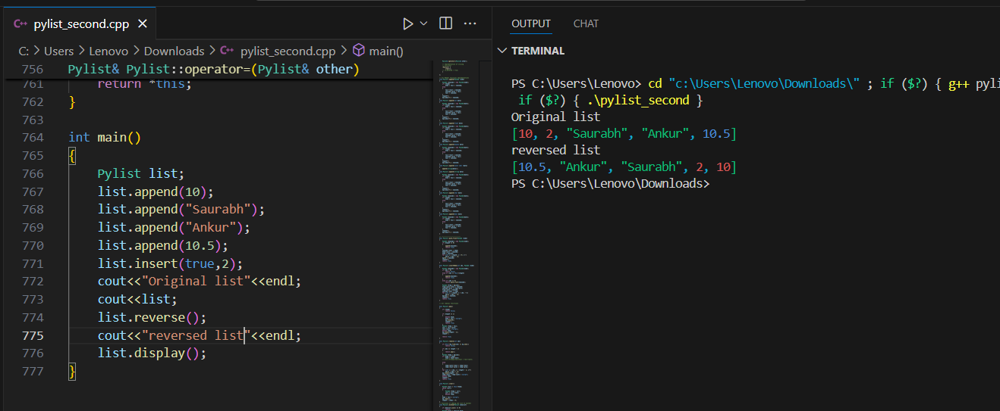 pylist_second.cpp
C: > Users > Lenovo > Downloads > pylist_second.cpp > main()
756 Pylist& Pylist::operator=(Pylist& other)
761 return *this;
762 }
763
764 int main()
765 {
766 Pylist list;
767 list.append(10);
768 list.append("Saurabh");
769 list.append("Ankur");
770 list.append(10.5);
771 list.insert(true,2);
772 cout<<"Original list"<<endl;
773 cout<<list;
774 list.reverse();
775 cout<<"reversed list"<<endl;
776 list.display();
777 }
OUTPUT CHAT
TERMINAL
PS C:\Users\Lenovo> cd "c:\Users\Lenovo\Downloads\" ; if ($?) { g++ pyli
if ($?) { .\pylist_second }
Original list
[10, 2, "Saurabh", "Ankur", 10.5]
reversed list
[10.5, "Ankur", "Saurabh", 2, 10]
PS C:\Users\Lenovo\Downloads>